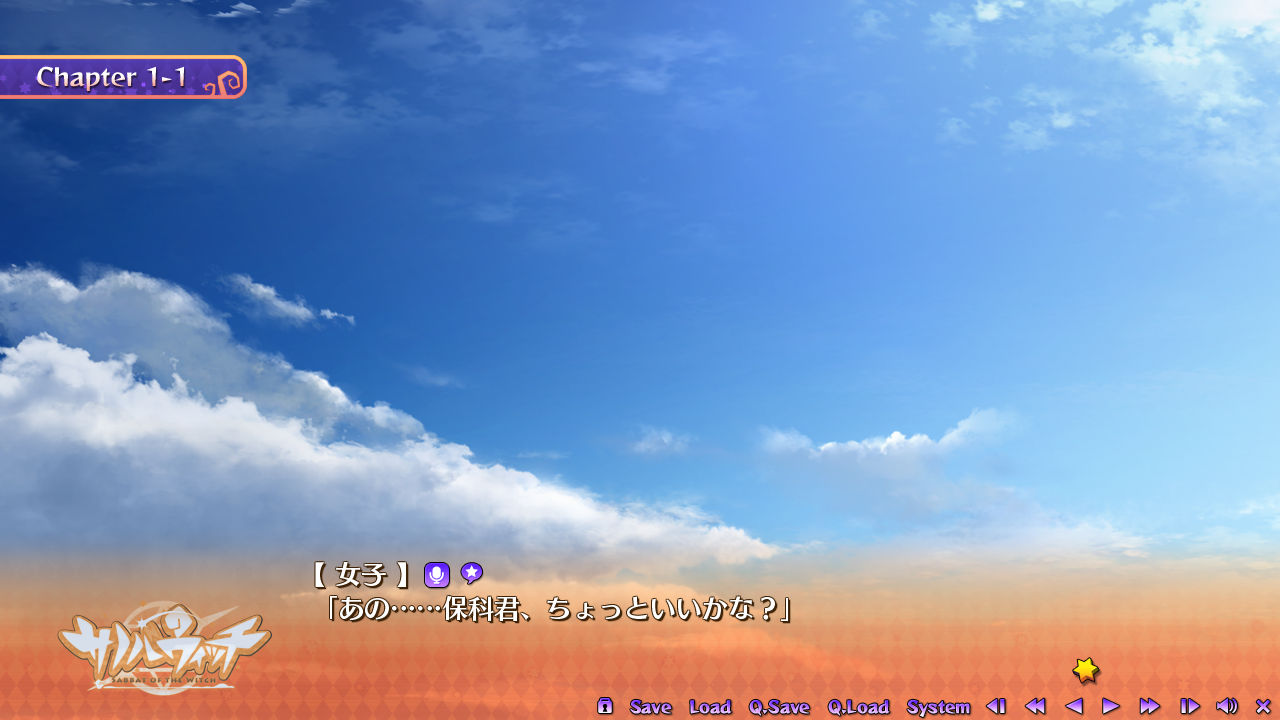 Chapter 1-1
【 女子 】
「あの……保科君、ちょっといいかな？」
サノバウィッチ
SABBAT OF THE WITCH
Save Load Q.Save Q.Load System